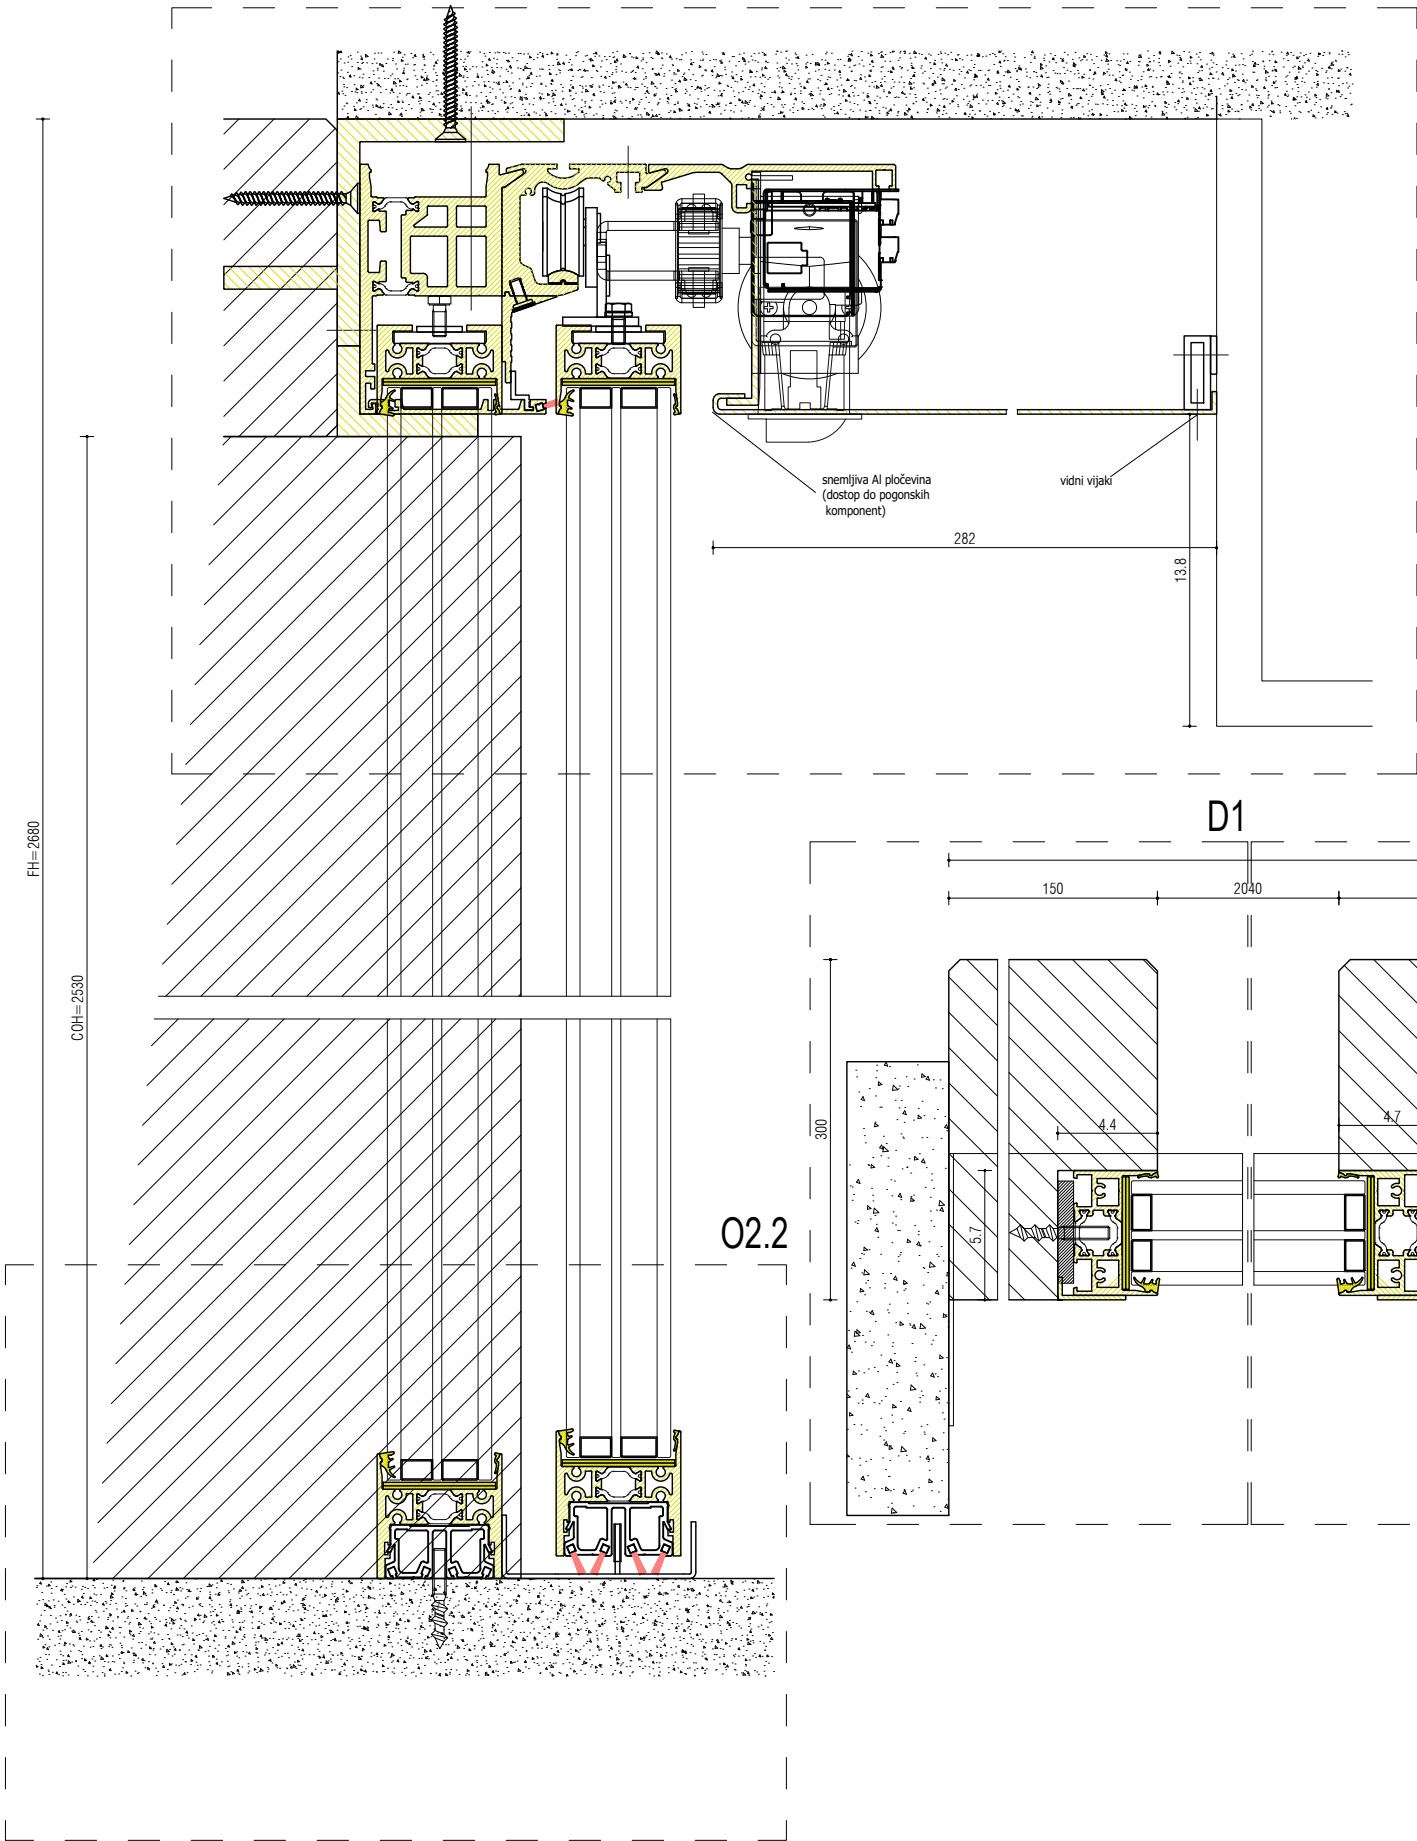 snemljiva Al pločevina
(dostop do pogonskih
komponent)
vidni vijaki
282
13.8
FH=2680
COH=2530
D1
150
2040
300
4.4
4.7
5.7
O2.2